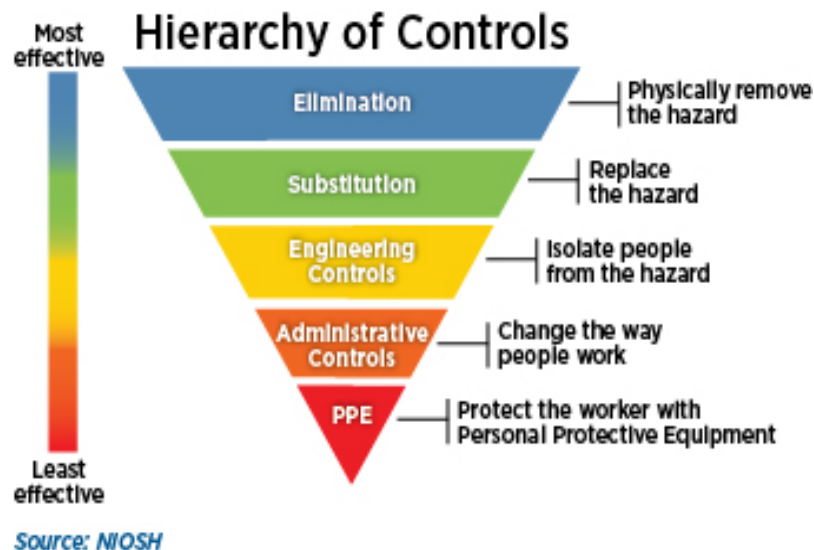 Hierarchy of Controls
Most
effective
Elimination
Physically remove
the hazard
Substitution
Replace
the hazard
Engineering
Controls
Isolate people
from the hazard
Administrative
Controls
Change the way
people work
PPE
Protect the worker with
Personal Protective Equipment
Least
effective
Source: NIOSH